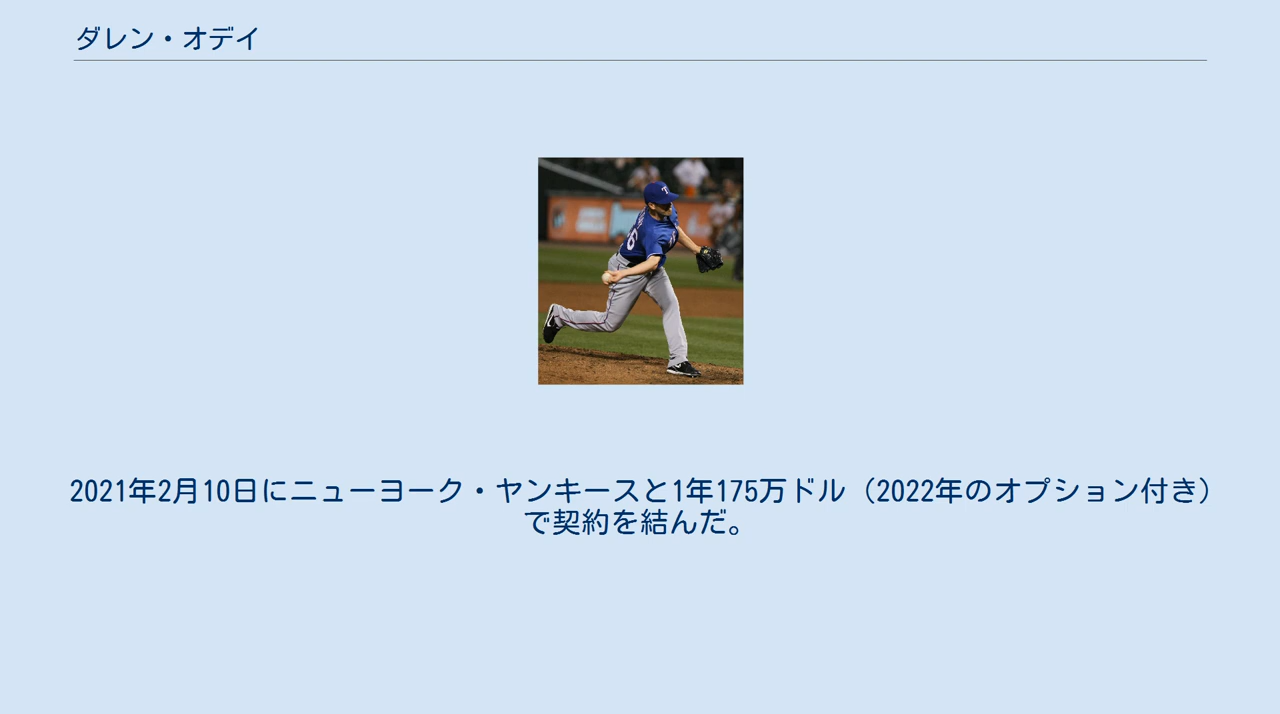 ダレン・オデイ
2021年2月10日にニューヨーク・ヤンキースと1年175万ドル（2022年のオプション付き）
で契約を結んだ。